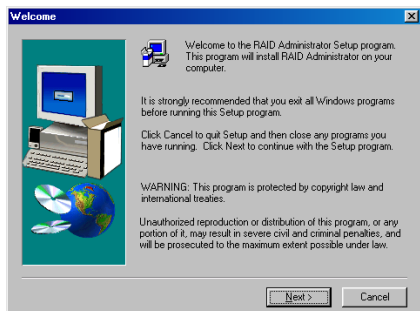 Welcome
Welcome to the RAID Administrator Setup program.
This program will install RAID Administrator on your
computer.
It is strongly recommended that you exit all Windows programs
before running this Setup program.
Click Cancel to quit Setup and then close any programs you
have running. Click Next to continue with the Setup program.
WARNING: This program is protected by copyright law and
international treaties.
Unauthorized reproduction or distribution of this program, or any
portion of it, may result in severe civil and criminal penalties, and
will be prosecuted to the maximum extent possible under law.
Next >
Cancel